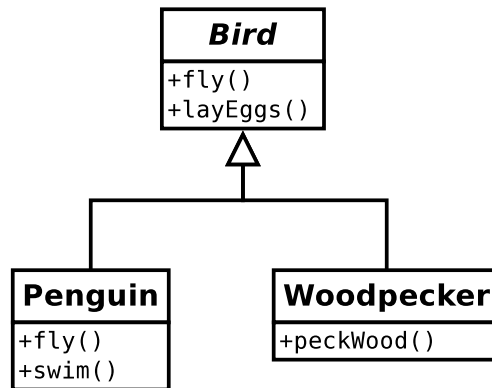 Bird
+fly()
+layEggs()
Penguin
+fly()
+swim()
Woodpecker
+peckWood()